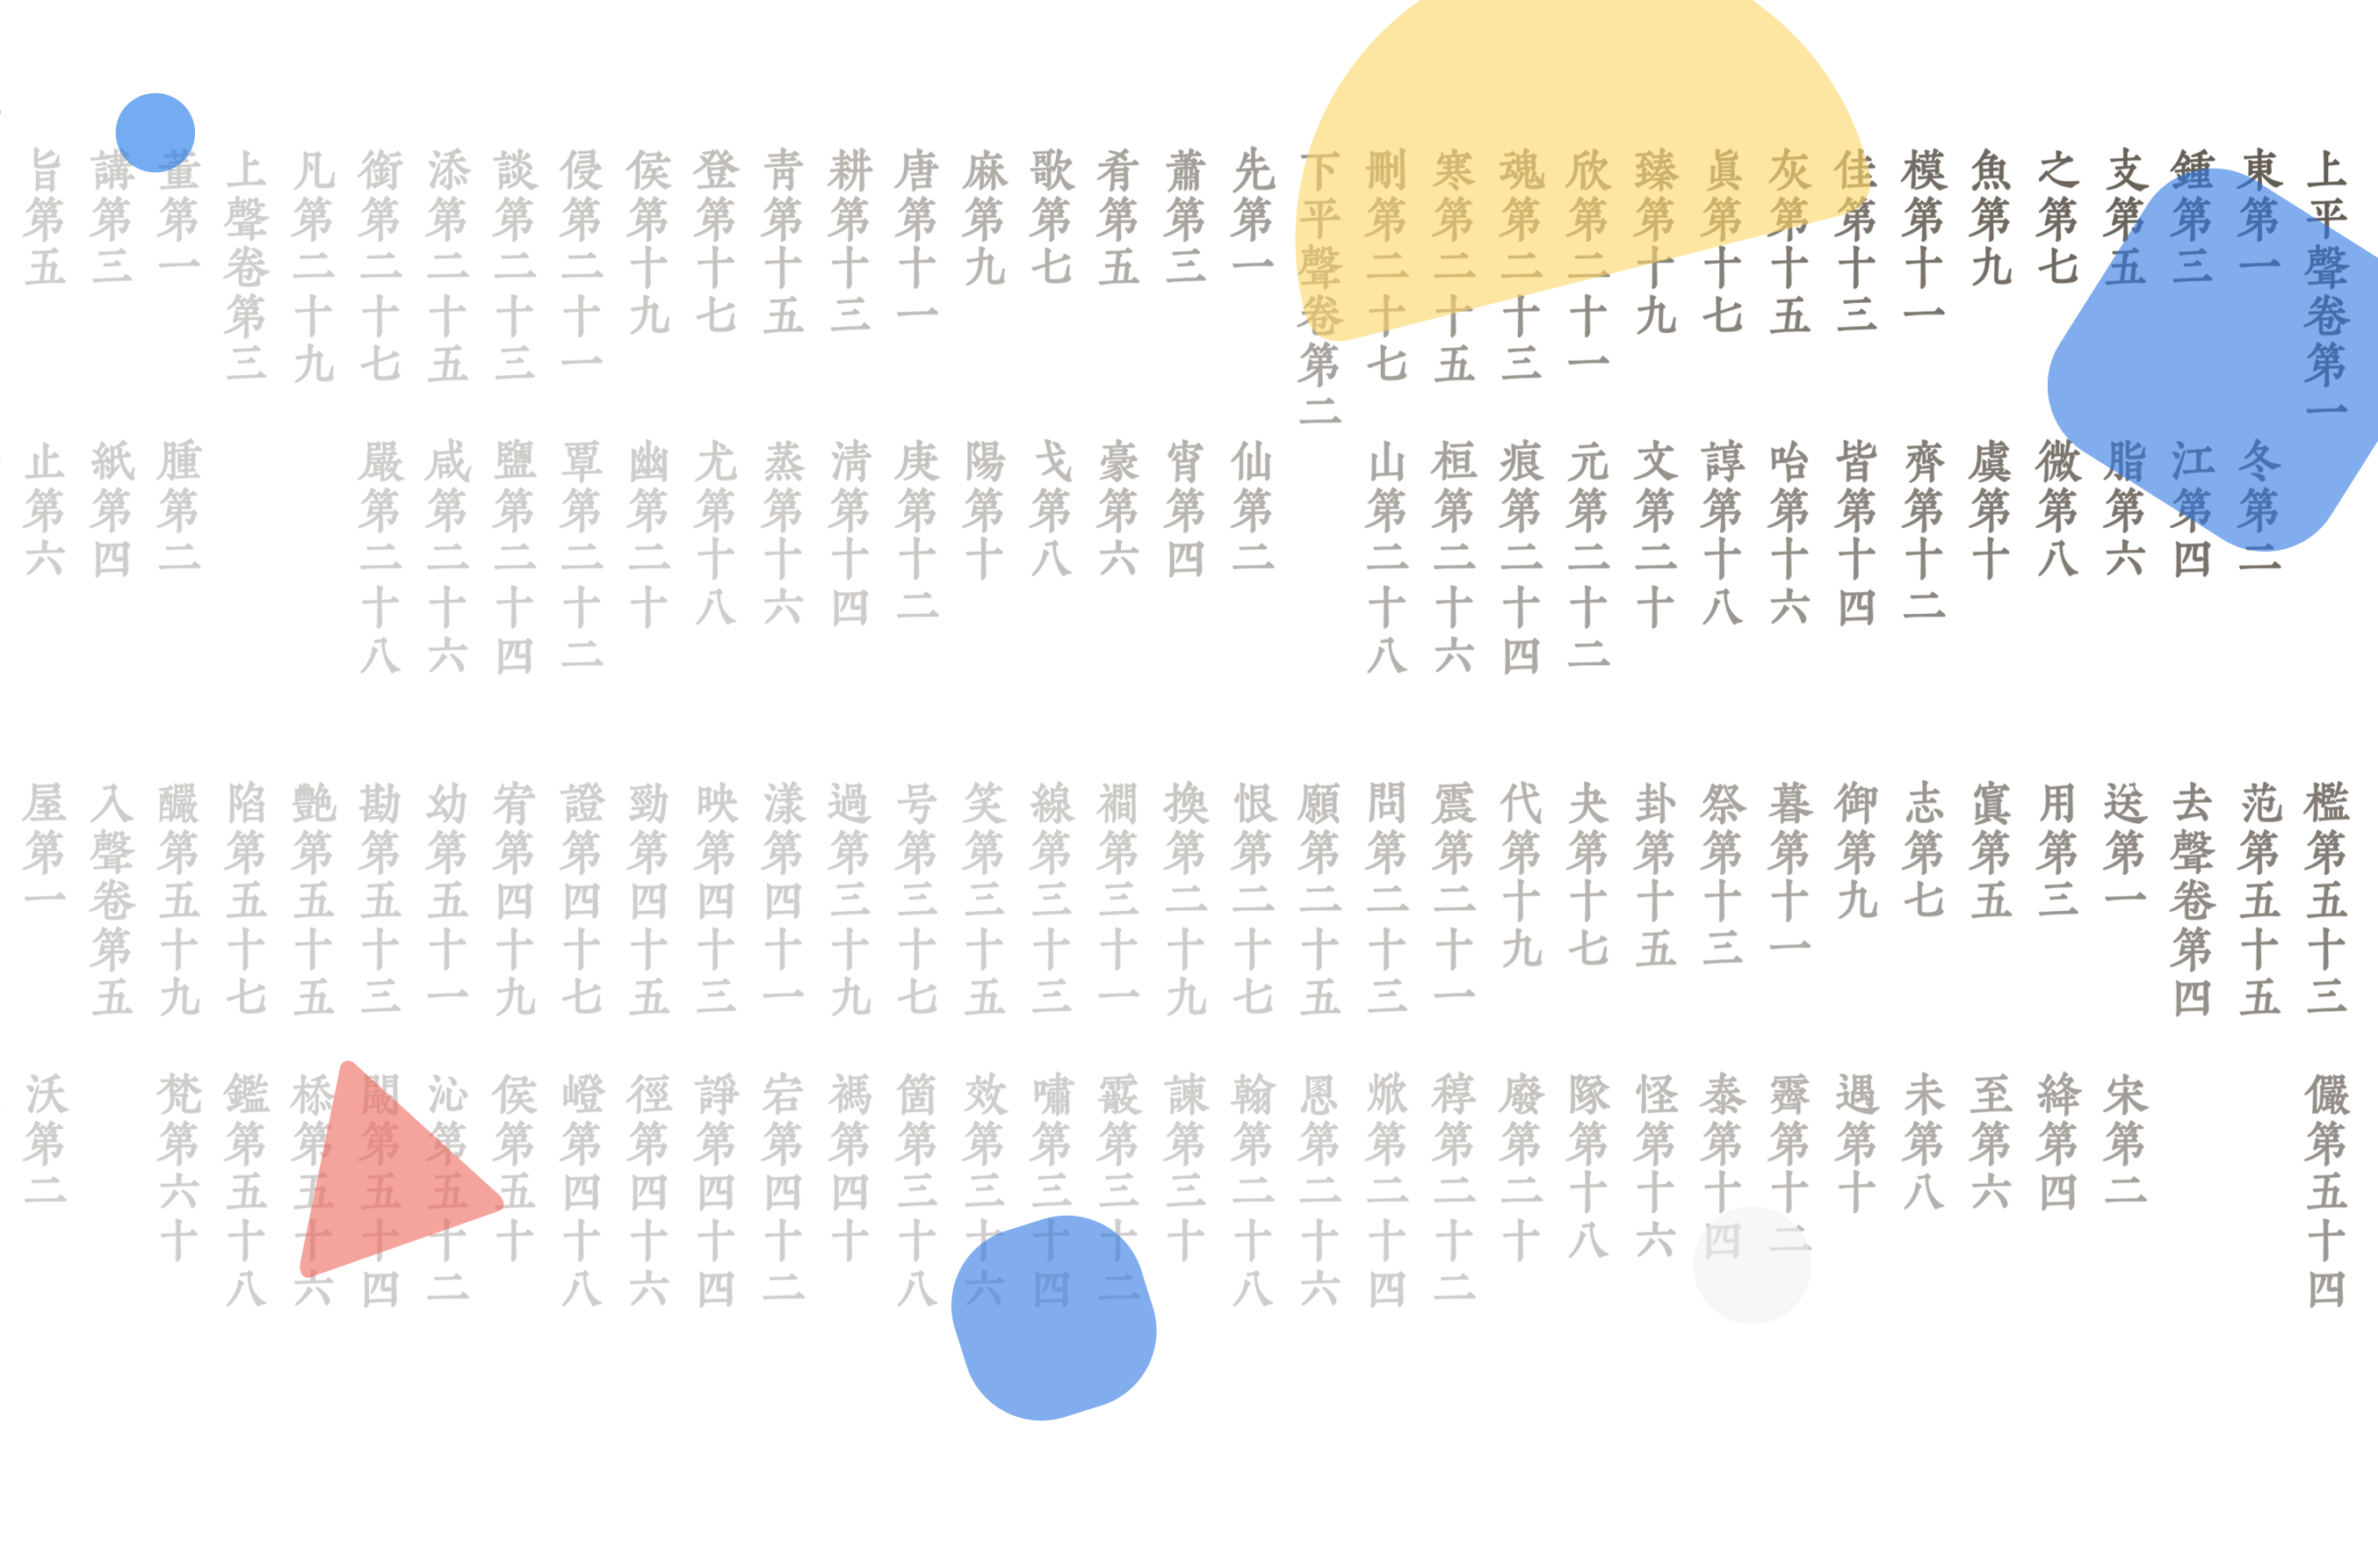 上平聲卷第一
東第一
冬第二
鍾第三
江第四
支第五
脂第六
之第七
微第八
魚第九
虞第十
模第十一
齊第十二
佳第十三
皆第十四
灰第十五
咍第十六
眞第十七
諄第十八
臻第十九
文第二十
欣第二十一
元第二十二
魂第二十三
痕第二十四
寒第二十五
桓第二十六
刪第二十七
山第二十八
下平聲卷第二
先第一
仙第二
蕭第三
宵第四
肴第五
豪第六
歌第七
戈第八
麻第九
陽第十
唐第十一
庚第十二
耕第十三
清第十四
青第十五
蒸第十六
登第十七
尤第十八
侯第十九
幽第二十
侵第二十一
覃第二十二
談第二十三
鹽第二十四
添第二十五
咸第二十六
銜第二十七
嚴第二十八
凡第二十九
上聲卷第三
董第一
腫第二
講第三
紙第四
旨第五
止第六
檻第五十三
儼第五十四
范第五十五
去聲卷第四
送第一
宋第二
用第三
絳第四
寘第五
至第六
志第七
未第八
御第九
遇第十
暮第十一
霽第十二
祭第十三
泰第十四
卦第十五
怪第十六
夬第十七
隊第十八
代第十九
廢第二十
震第二十一
稕第二十二
問第二十三
焮第二十四
願第二十五
慁第二十六
恨第二十七
翰第二十八
換第二十九
諫第三十
襉第三十一
霰第三十二
線第三十三
嘯第三十四
笑第三十五
效第三十六
号第三十七
箇第三十八
過第三十九
禡第四十
漾第四十一
宕第四十二
映第四十三
諍第四十四
勁第四十五
徑第四十六
證第四十七
嶝第四十八
宥第四十九
候第五十
幼第五十一
沁第五十二
勘第五十三
闞第五十四
豔第五十五
㮇第五十六
陷第五十七
鑑第五十八
釅第五十九
梵第六十
入聲卷第五
屋第一
沃第二